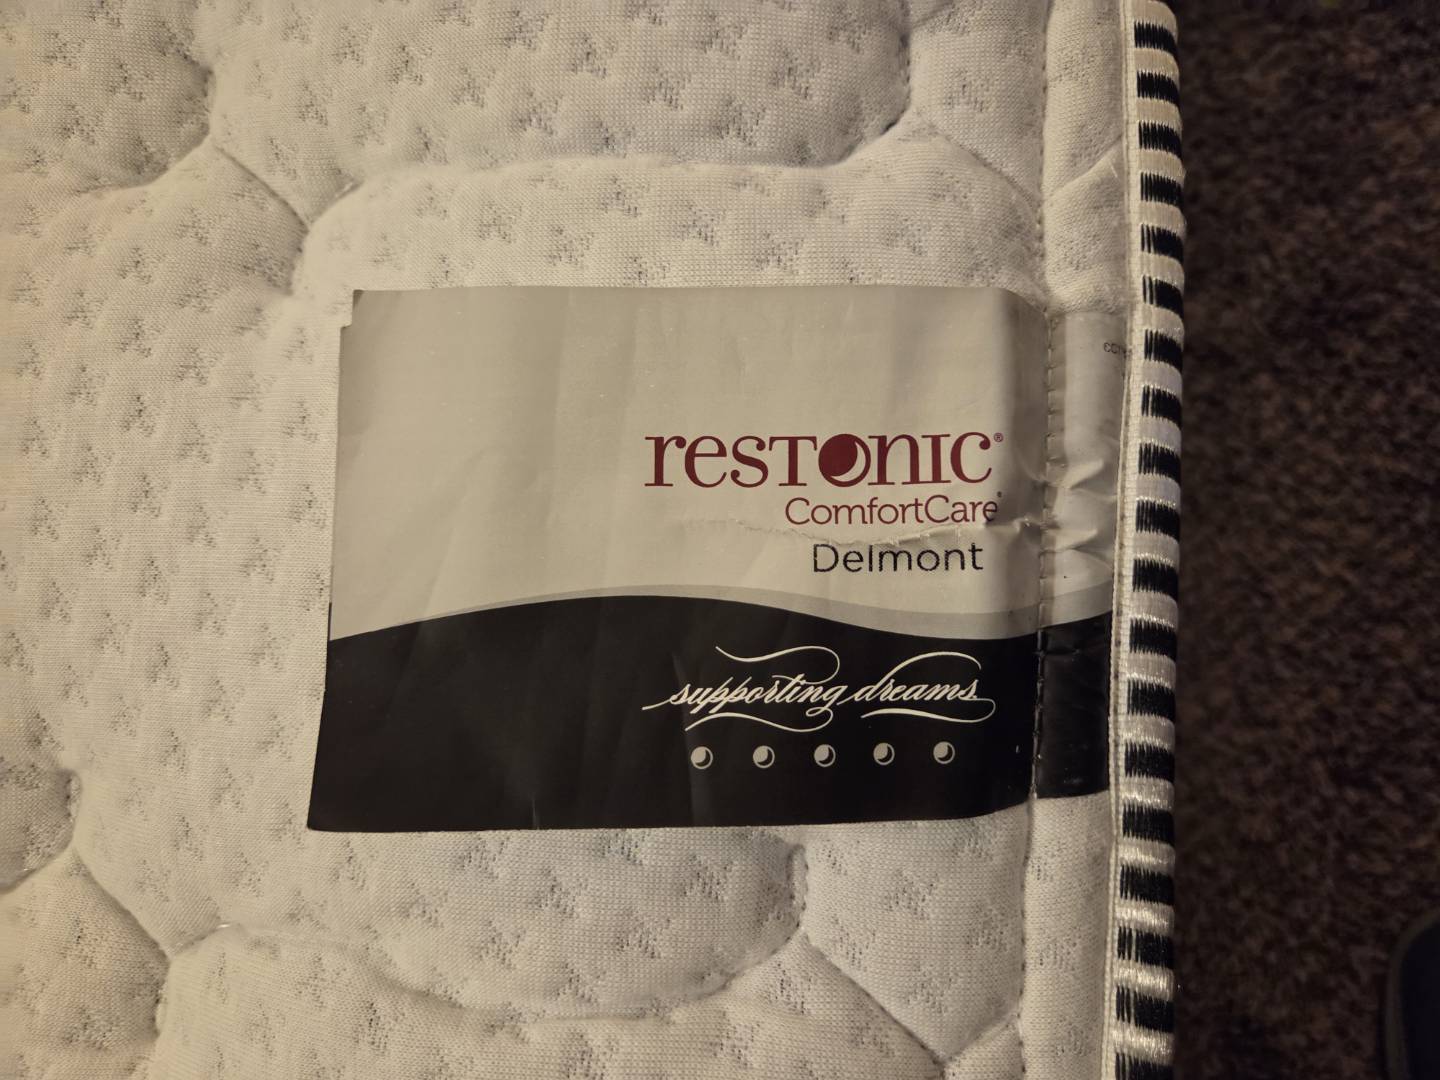 RESTONIC®
ComfortCare®
Delmont
supporting dreams